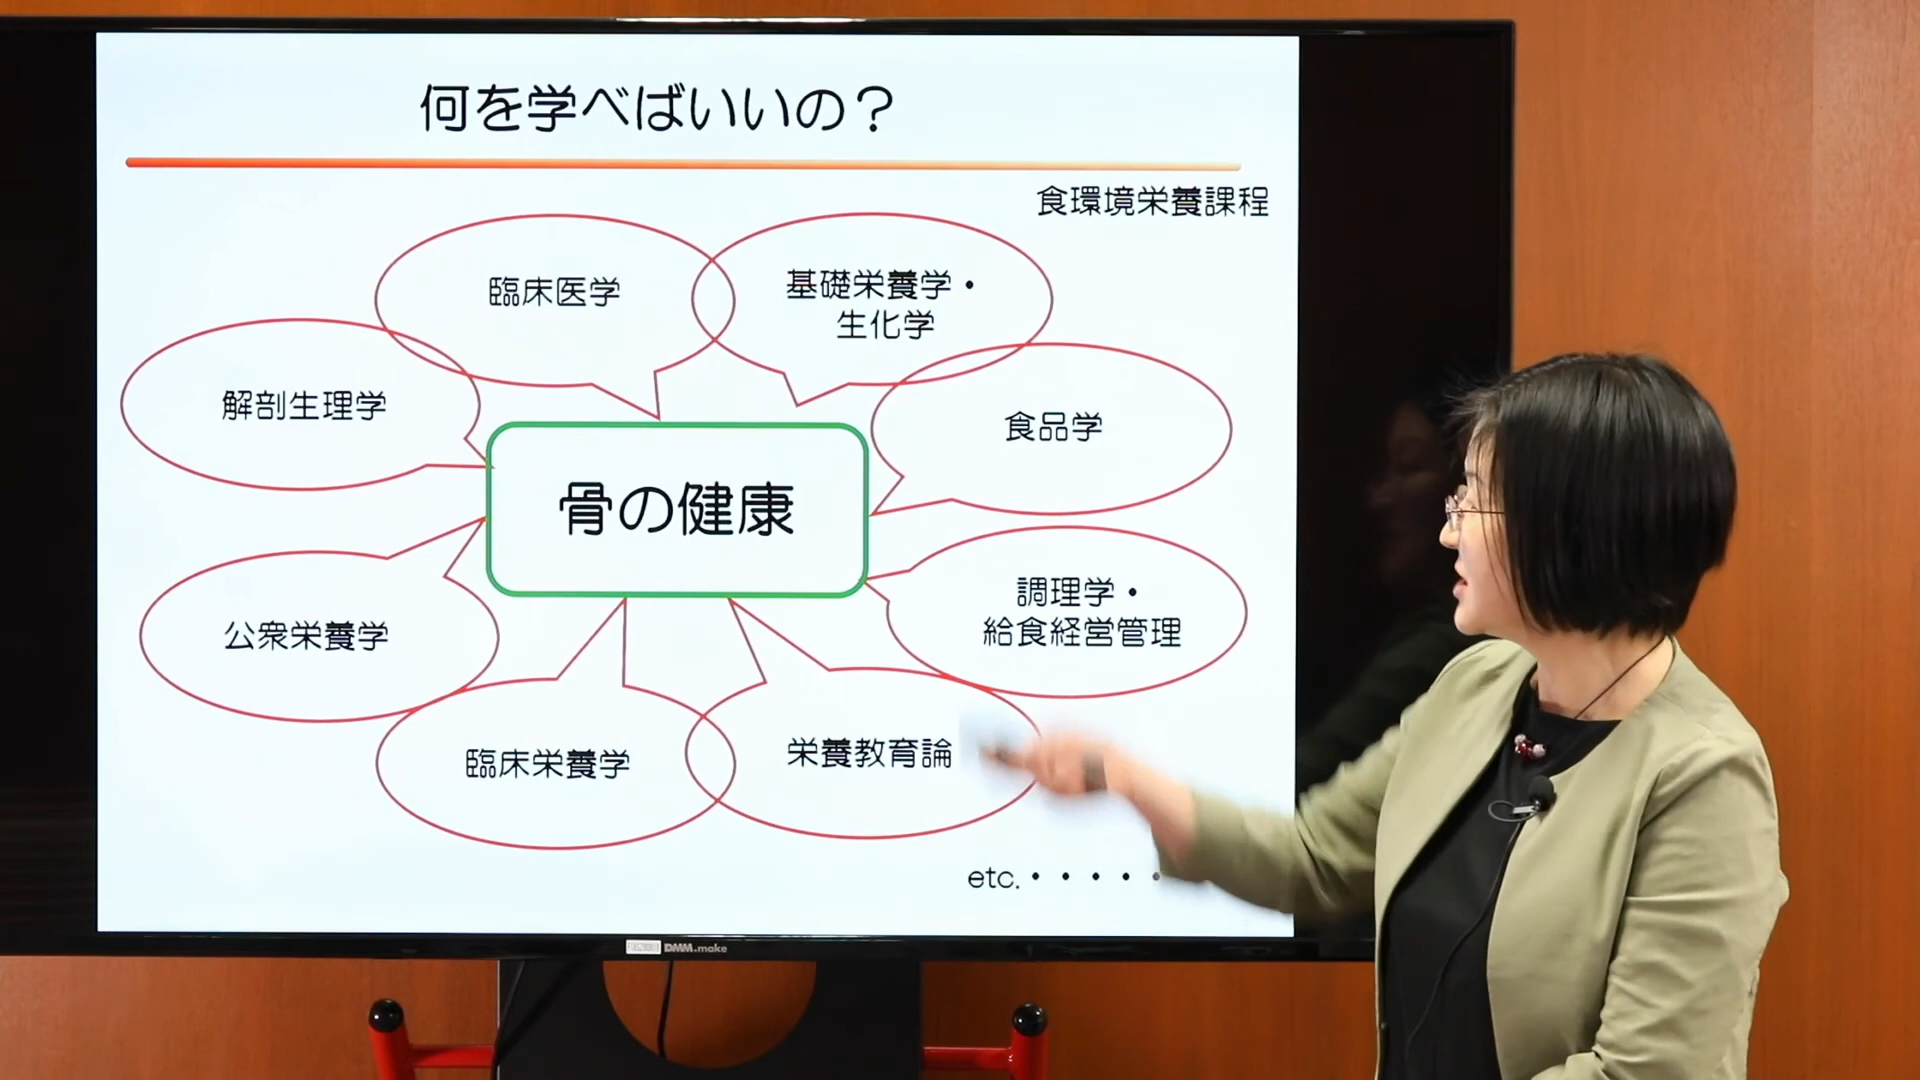 何を学べばいいの？
食環境栄養課程
臨床医学
基礎栄養学・
生化学
解剖生理学
食品学
骨の健康
調理学・
給食経営管理
公衆栄養学
臨床栄養学
栄養教育論
etc.・・・・・
DMM.make